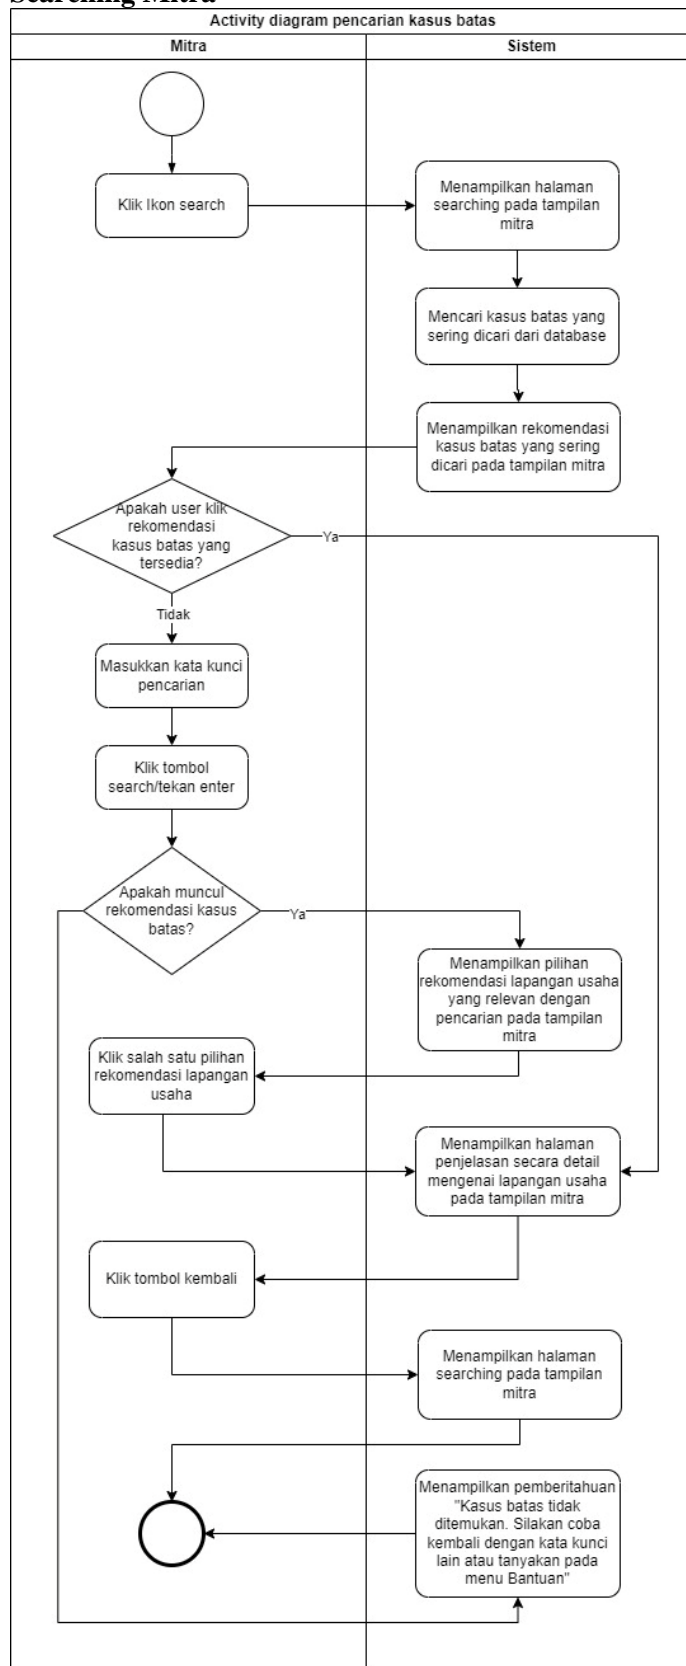 Searching Mitra
Activity diagram pencarian kasus batas
Mitra
Sistem
Klik Ikon search
Menampilkan halaman
searching pada tampilan
mitra
Mencari kasus batas yang
sering dicari dari database
Menampilkan rekomendasi
kasus batas yang sering
dicari pada tampilan mitra
Apakah user klik
rekomendasi
kasus batas yang
tersedia?
Ya
Tidak
Masukkan kata kunci
pencarian
Klik tombol
search/tekan enter
Apakah muncul
rekomendasi kasus
batas?
Ya
Menampilkan pilihan
rekomendasi lapangan usaha
yang relevan dengan
pencarian pada tampilan
mitra
Klik salah satu pilihan
rekomendasi lapangan
usaha
Menampilkan halaman
penjelasan secara detail
mengenai lapangan usaha
pada tampilan mitra
Klik tombol kembali
Menampilkan halaman
searching pada tampilan
mitra
Menampilkan pemberitahuan
"Kasus batas tidak
ditemukan. Silakan coba
kembali dengan kata kunci
lain atau tanyakan pada
menu Bantuan"